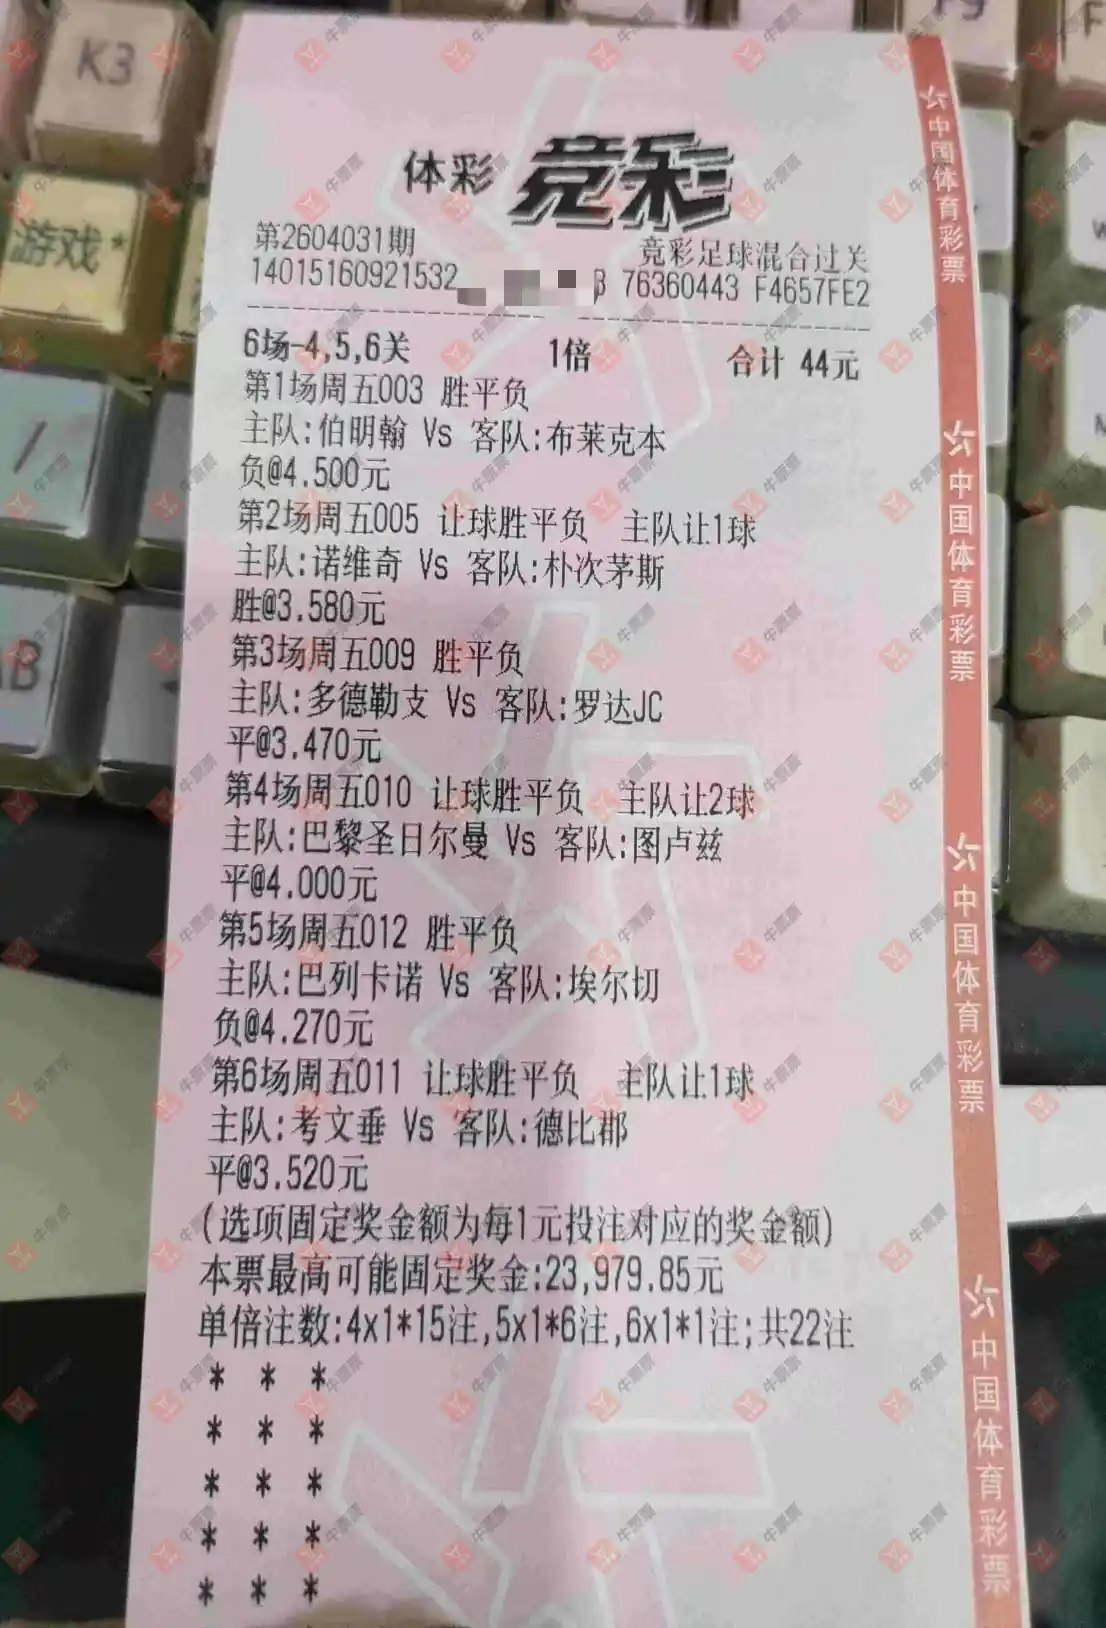 K3
F9
游戏*
/
AB
体彩 竞彩
第2604031期 竞彩足球混合过关
14015160921532 76360443 F4657FE2
6场-4,5,6关 1倍 合计 44元
第1场周五003 胜平负
主队:伯明翰 Vs 客队:布莱克本
负@4.500元
第2场周五005 让球胜平负 主队让1球
主队:诺维奇 Vs 客队:朴次茅斯
胜@3.580元
第3场周五009 胜平负
主队:多德勒支 Vs 客队:罗达JC
平@3.470元
第4场周五010 让球胜平负 主队让2球
主队:巴黎圣日尔曼 Vs 客队:图卢兹
平@4.000元
第5场周五012 胜平负
主队:巴列卡诺 Vs 客队:埃尔切
负@4.270元
第6场周五011 让球胜平负 主队让1球
主队:考文垂 Vs 客队:德比郡
平@3.520元
(选项固定奖金额为每1元投注对应的奖金额)
本票最高可能固定奖金:23,979.85元
单倍注数:4x1*15注,5x1*6注,6x1*1注;共22注
* * *
* * *
* * *
* * *
* * *
中国体育彩票
中国体育彩票
中国体育彩票
中国体育彩票
牛票票